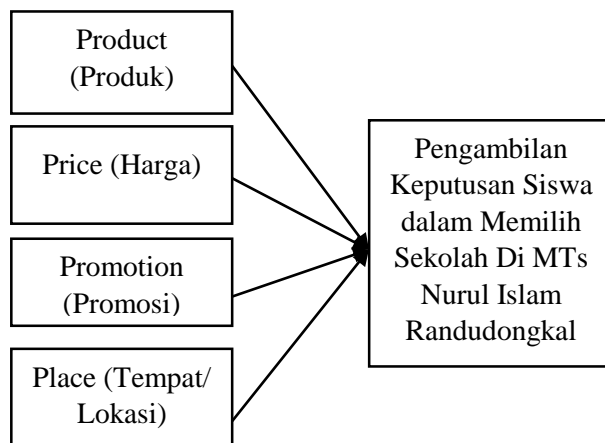 Product
(Produk)
Price (Harga)
Promotion
(Promosi)
Place (Tempat/
Lokasi)
Pengambilan
Keputusan Siswa
dalam Memilih
Sekolah Di MTs
Nurul Islam
Randudongkal